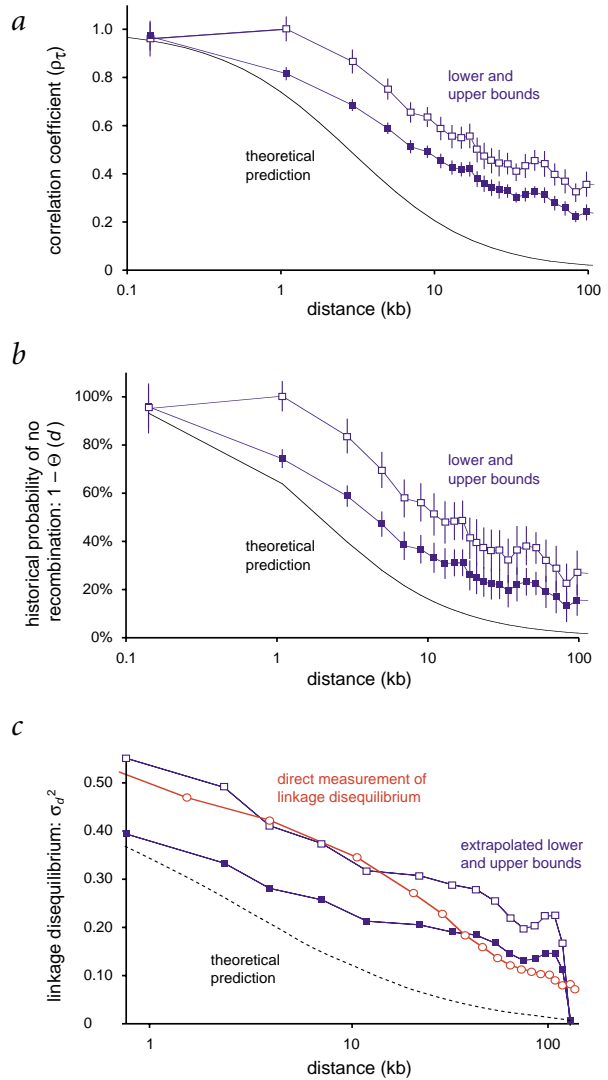 a
correlation coefficient (ρτ)
1.0
0.8
0.6
0.4
0.2
0
lower and
upper bounds
theoretical
prediction
0.1
1
10
100
distance (kb)
b
historical probability of no
recombination: 1 – Θ (d)
100%
80%
60%
40%
20%
0%
lower and
upper bounds
theoretical
prediction
0.1
1
10
100
distance (kb)
c
linkage disequilibrium: σd²
0.50
0.40
0.30
0.20
0.10
0
direct measurement of
linkage disequilibrium
extrapolated lower
and upper bounds
theoretical
prediction
1
10
100
distance (kb)